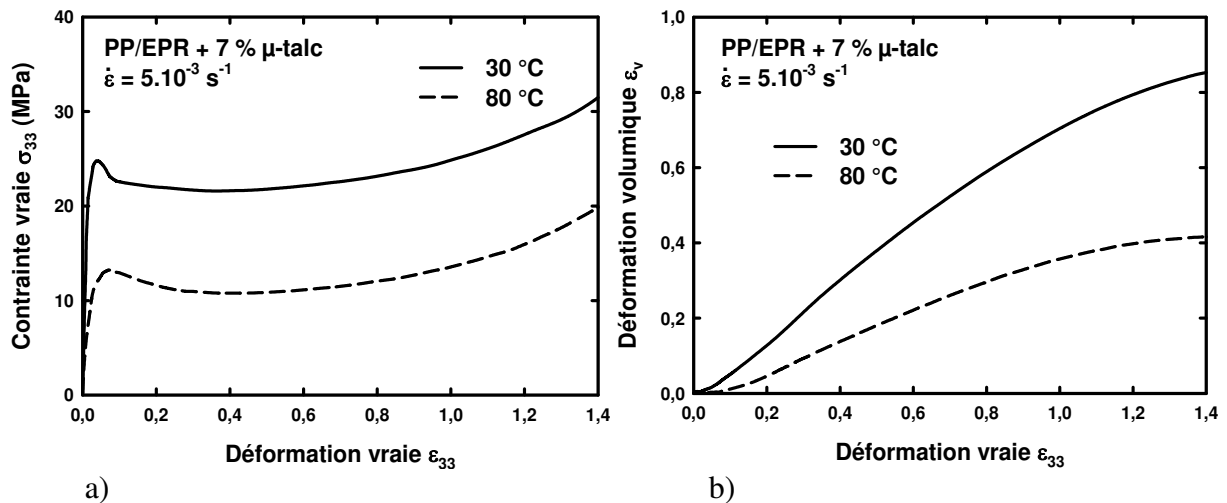 40
30
20
10
0
Contrainte vraie σ33 (MPa)
PP/EPR + 7 % µ-talc
ε̇ = 5.10-3 s-1
30 °C
80 °C
0,0 0,2 0,4 0,6 0,8 1,0 1,2 1,4
Déformation vraie ε33
a)
1,0
0,8
0,6
0,4
0,2
0,0
Déformation volumique εv
PP/EPR + 7 % µ-talc
ε̇ = 5.10-3 s-1
30 °C
80 °C
0,0 0,2 0,4 0,6 0,8 1,0 1,2 1,4
Déformation vraie ε33
b)